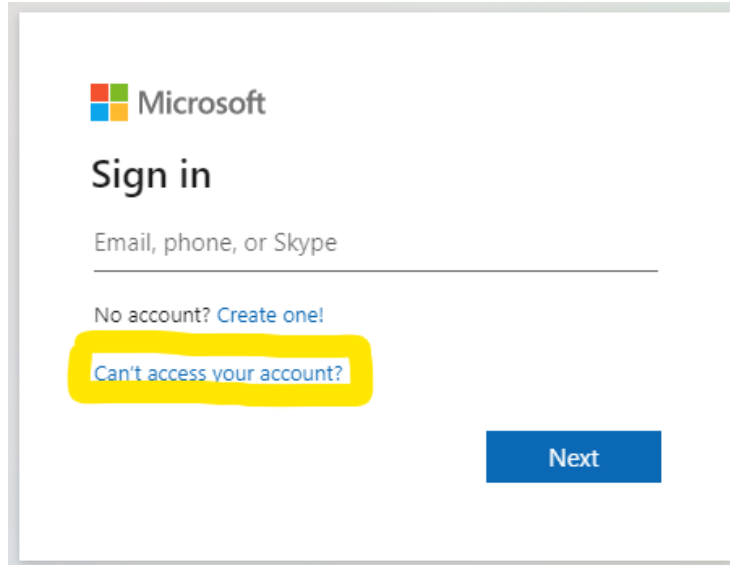 Microsoft
Sign in
Email, phone, or Skype
No account? Create one!
Can't access your account?
Next